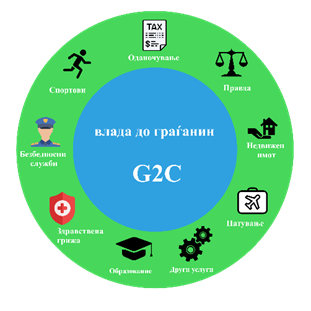 TAX
Оданочување
Правда
Недвижен
имот
Патување
Други услуги
Образование
Здравствена
грижа
Безбедносни
служби
Спортови
влада до граѓанин
G2C